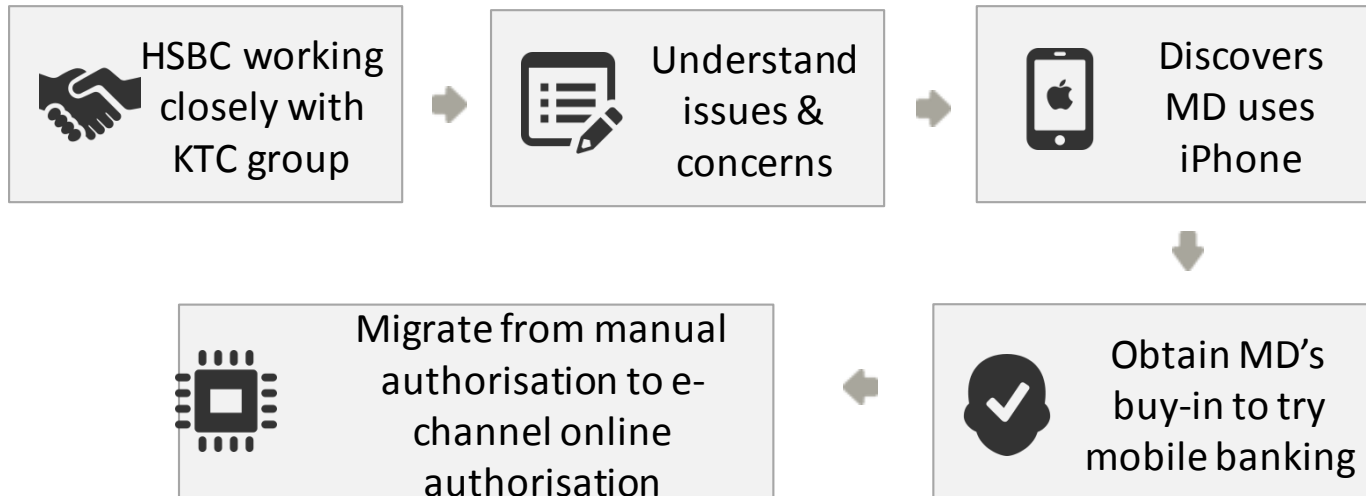 HSBC working
closely with
KTC group
Understand
issues &
concerns
Discovers
MD uses
iPhone
Obtain MD’s
buy-in to try
mobile banking
Migrate from manual
authorisation to e-
channel online
authorisation